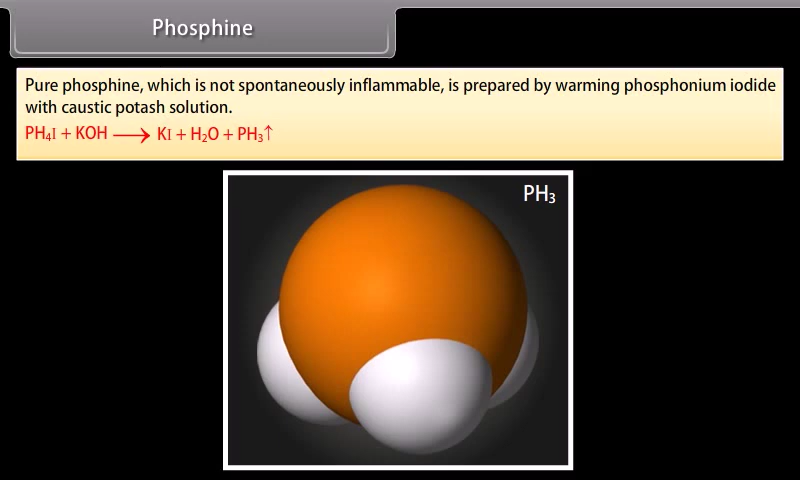 Phosphine
Pure phosphine, which is not spontaneously inflammable, is prepared by warming phosphonium iodide
with caustic potash solution.
PH₄I + KOH ⟶ KI + H₂O + PH₃↑
PH₃